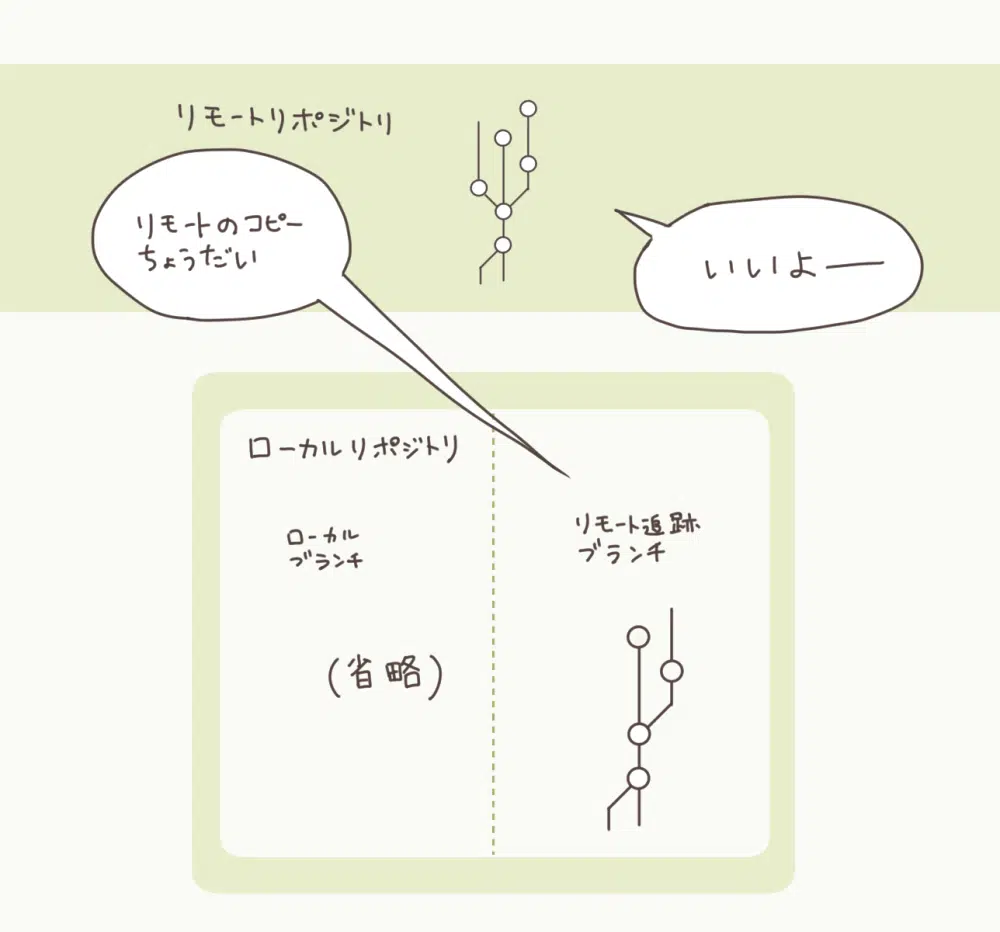 リモートリポジトリ
リモートのコピー
ちょうだい
いいよー
ローカルリポジトリ
ローカル
ブランチ
リモート追跡
ブランチ
(省略)